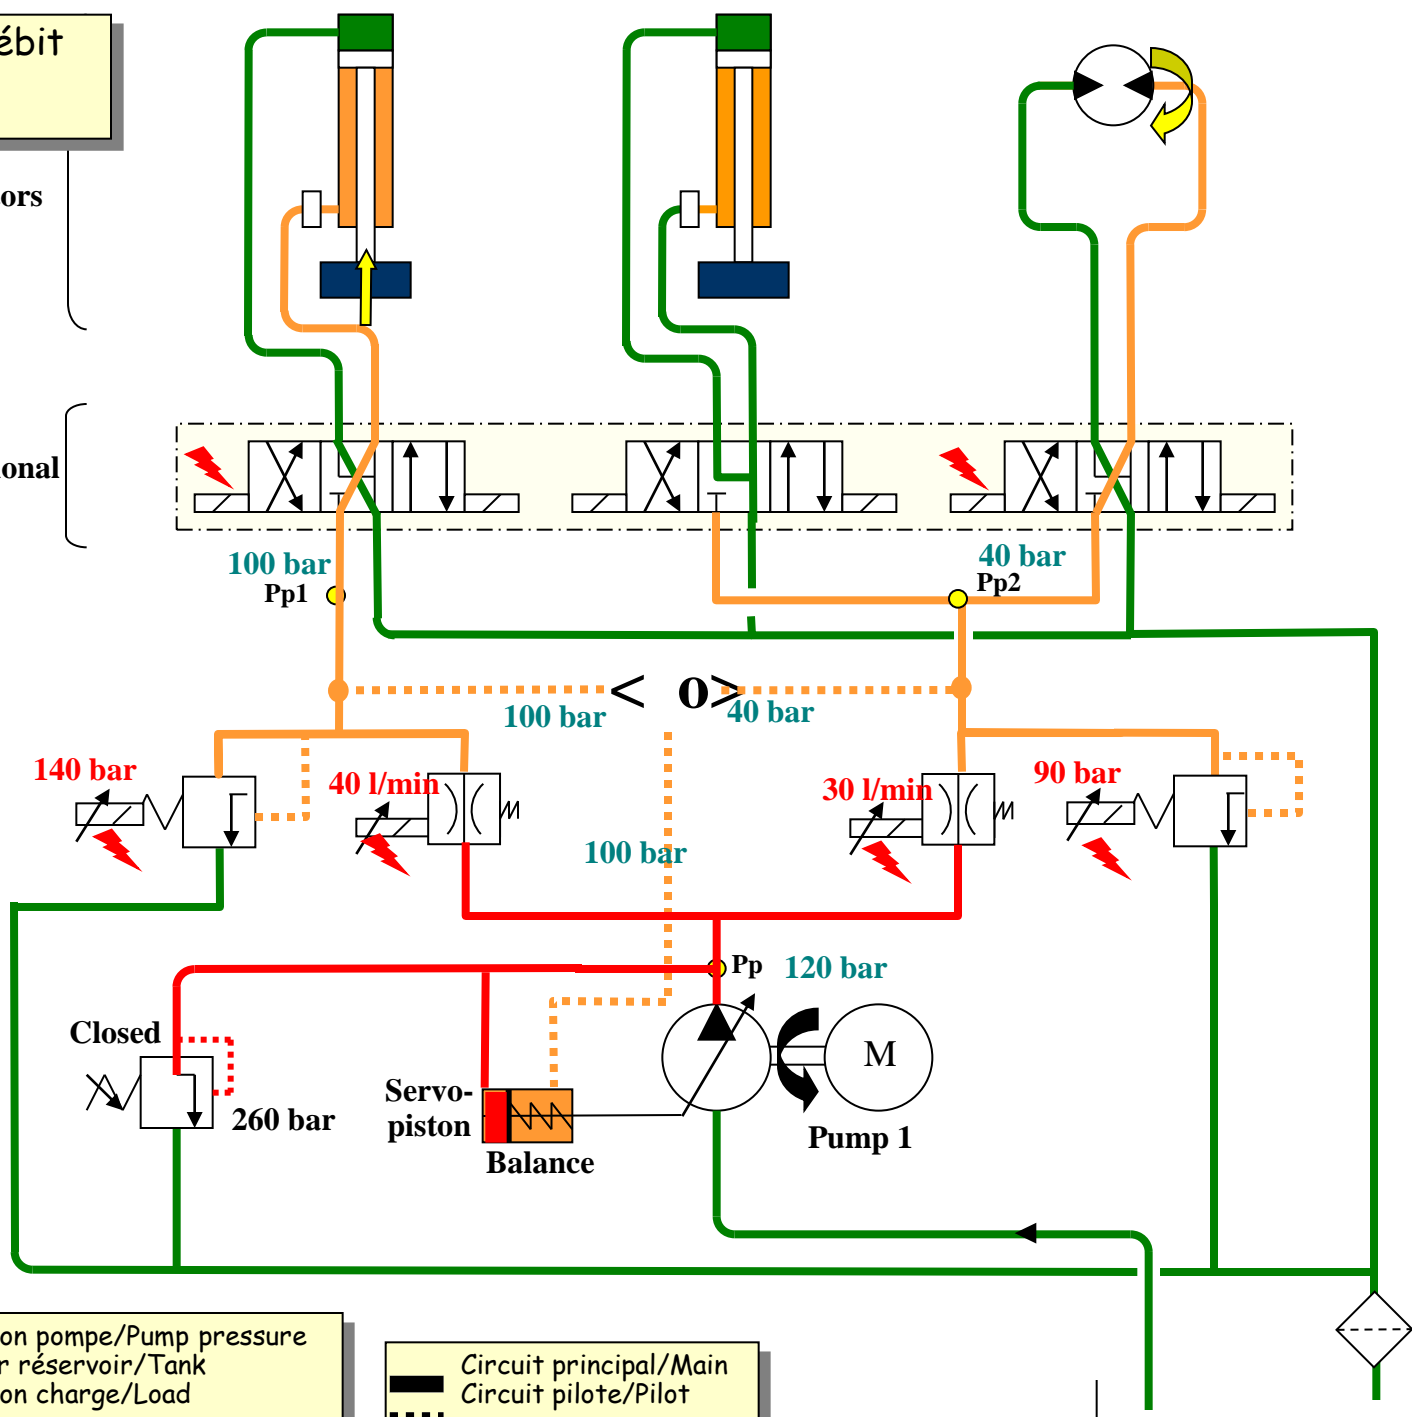 ébit
ors
onal
100 bar
Pp1
40 bar
Pp2
< o>
100 bar
40 bar
140 bar
40 l/min
30 l/min
90 bar
100 bar
Pp
120 bar
Closed
M
260 bar
Servo-
piston
Balance
Pump 1
on pompe/Pump pressure
r réservoir/Tank
on charge/Load
Circuit principal/Main
Circuit pilote/Pilot